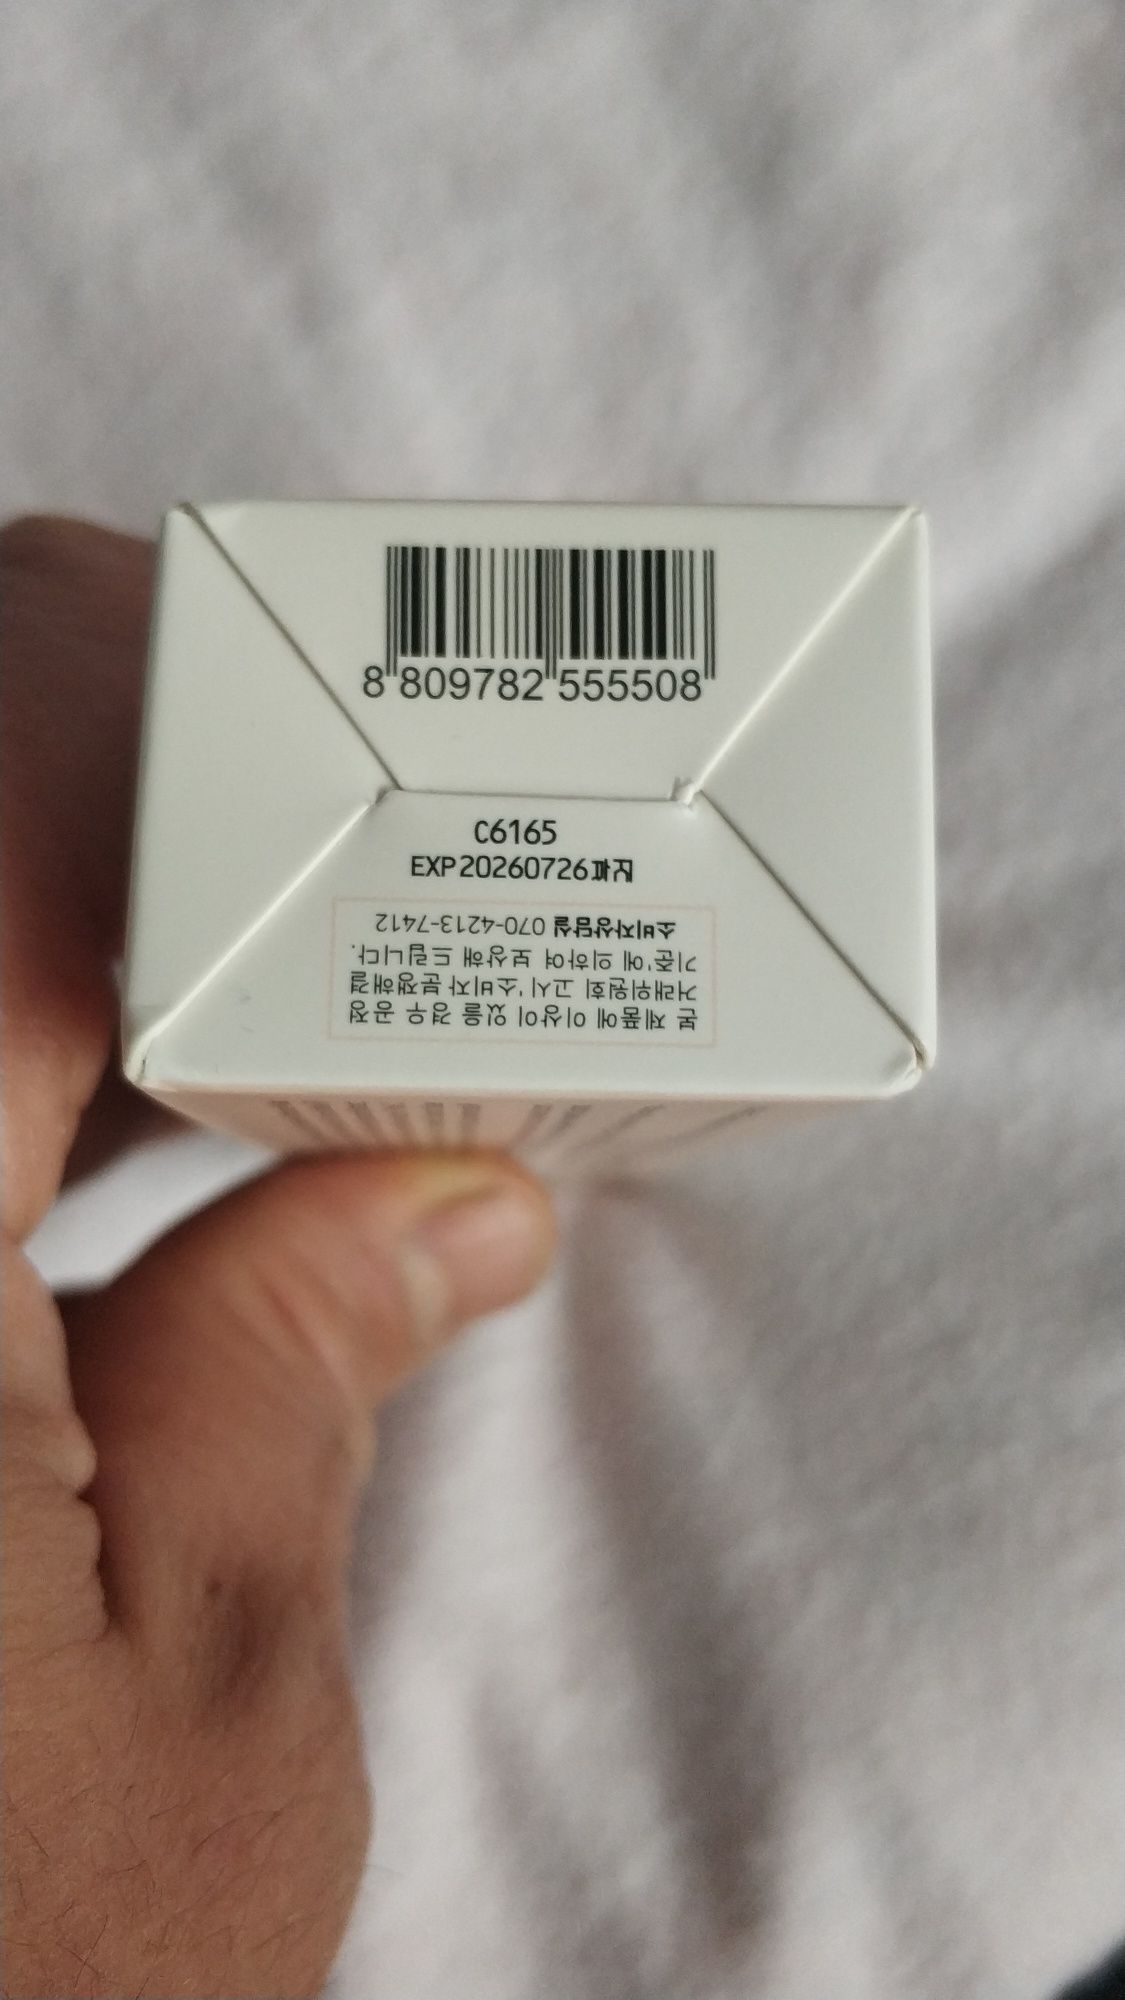 8 809782 555508
C6165
EXP 20260726까지
본 제품에 이상이 있을 경우 공정
거래위원회 고시 '소비자 분쟁해결
기준'에 의하여 보상해 드립니다.
소비자상담실 070-4213-7412